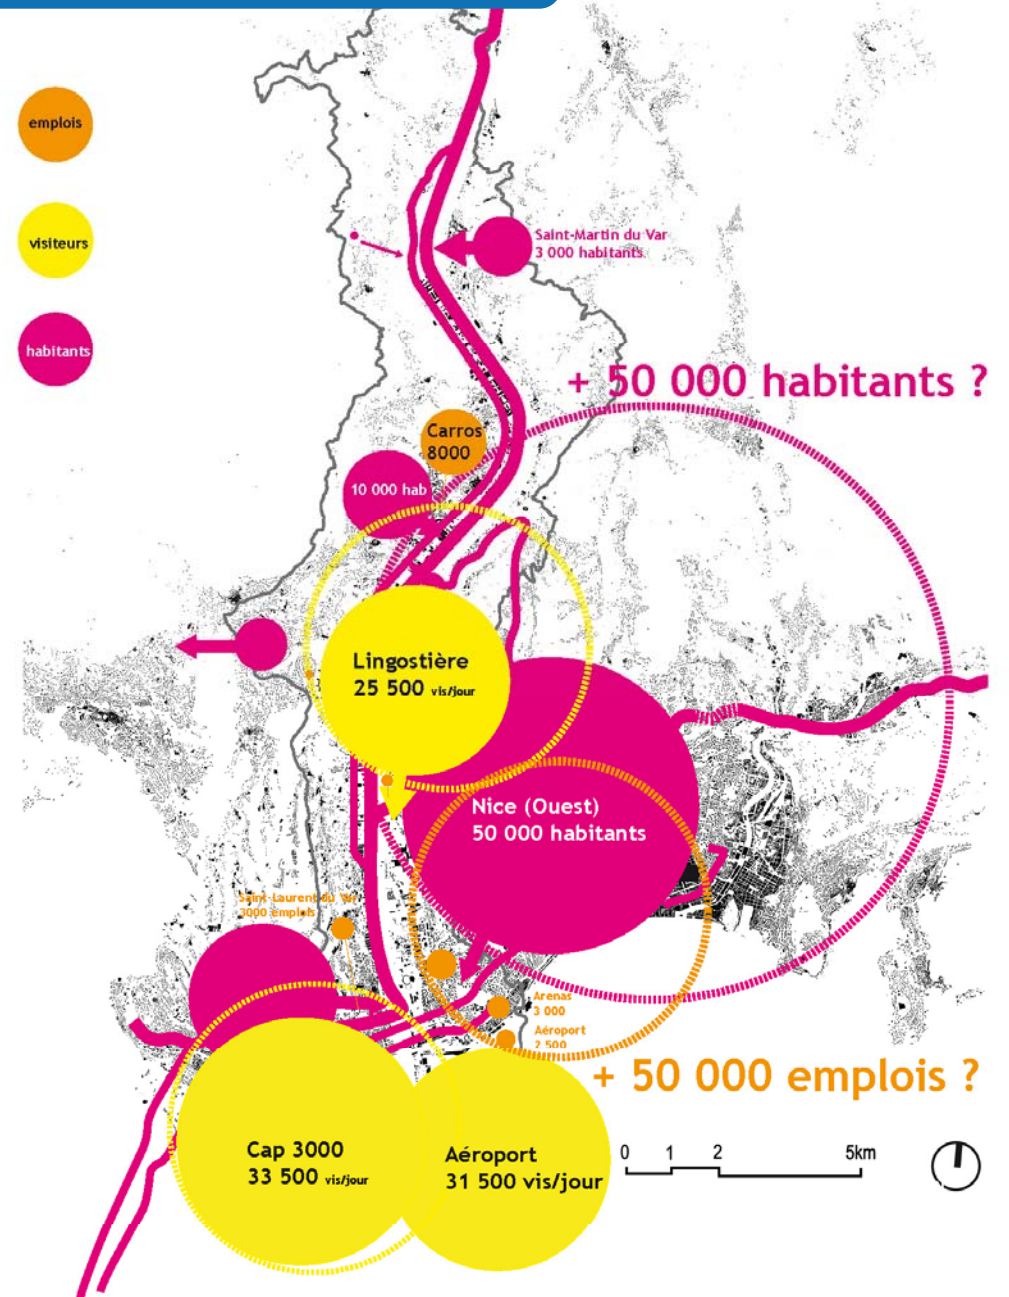 emplois
visiteurs
habitants
Saint-Martin du Var
3 000 habitants
+ 50 000 habitants ?
Carros
8000
10 000 hab
Lingostière
25 500 vis/jour
Nice (Ouest)
50 000 habitants
Saint-Laurent du Var
3000 emplois
Arenas
3 000
Aéroport
2 500
+ 50 000 emplois ?
Cap 3000
33 500 vis/jour
Aéroport
31 500 vis/jour
0 1 2 5km